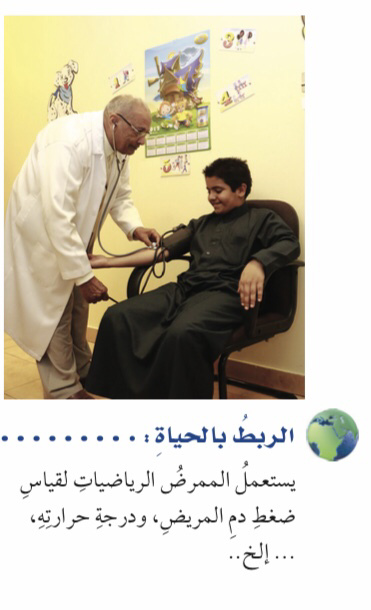 الربطُ بالحياةِ : . . . . . . . . .
يستعملُ الممرضُ الرياضياتِ لقياسِ
ضغطِ دمِ المريضِ، ودرجةِ حرارتِهِ،
... إلخ..